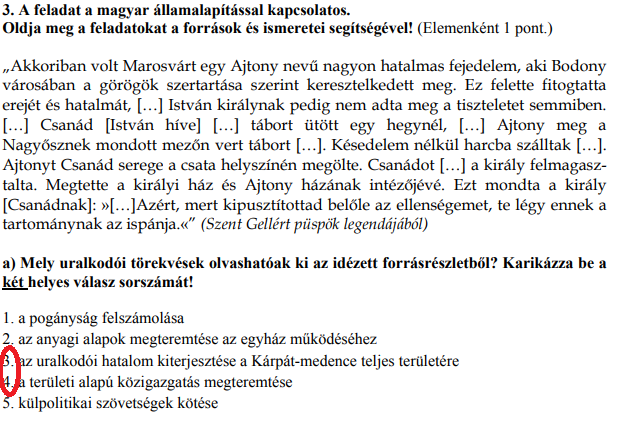 3. A feladat a magyar államalapítással kapcsolatos.
Oldja meg a feladatokat a források és ismeretei segítségével! (Elemenként 1 pont.)
„Akkoriban volt Marosvárt egy Ajtony nevű nagyon hatalmas fejedelem, aki Bodony
városában a görögök szertartása szerint keresztelkedett meg. Ez felette fitogtatta
erejét és hatalmát, […] István királynak pedig nem adta meg a tiszteletet semmiben.
[…] Csanád [István híve] […] tábort ütött egy hegynél, […] Ajtony meg a
Nagyősznek mondott mezőn vert tábort […]. Késedelem nélkül harcba szálltak […].
Ajtonyt Csanád serege a csata helyszínén megölte. Csanádot […] a király felmagasz-
talta. Megtette a királyi ház és Ajtony házának intézőjévé. Ezt mondta a király
[Csanádnak]: »[…]Azért, mert kipusztítottad belőle az ellenségemet, te légy ennek a
tartománynak az ispánja.«” (Szent Gellért püspök legendájából)
a) Mely uralkodói törekvések olvashatóak ki az idézett forrásrészletből? Karikázza be a
két helyes válasz sorszámát!
1. a pogányság felszámolása
2. az anyagi alapok megteremtése az egyház működéséhez
3. az uralkodói hatalom kiterjesztése a Kárpát-medence teljes területére
4. a területi alapú közigazgatás megteremtése
5. külpolitikai szövetségek kötése